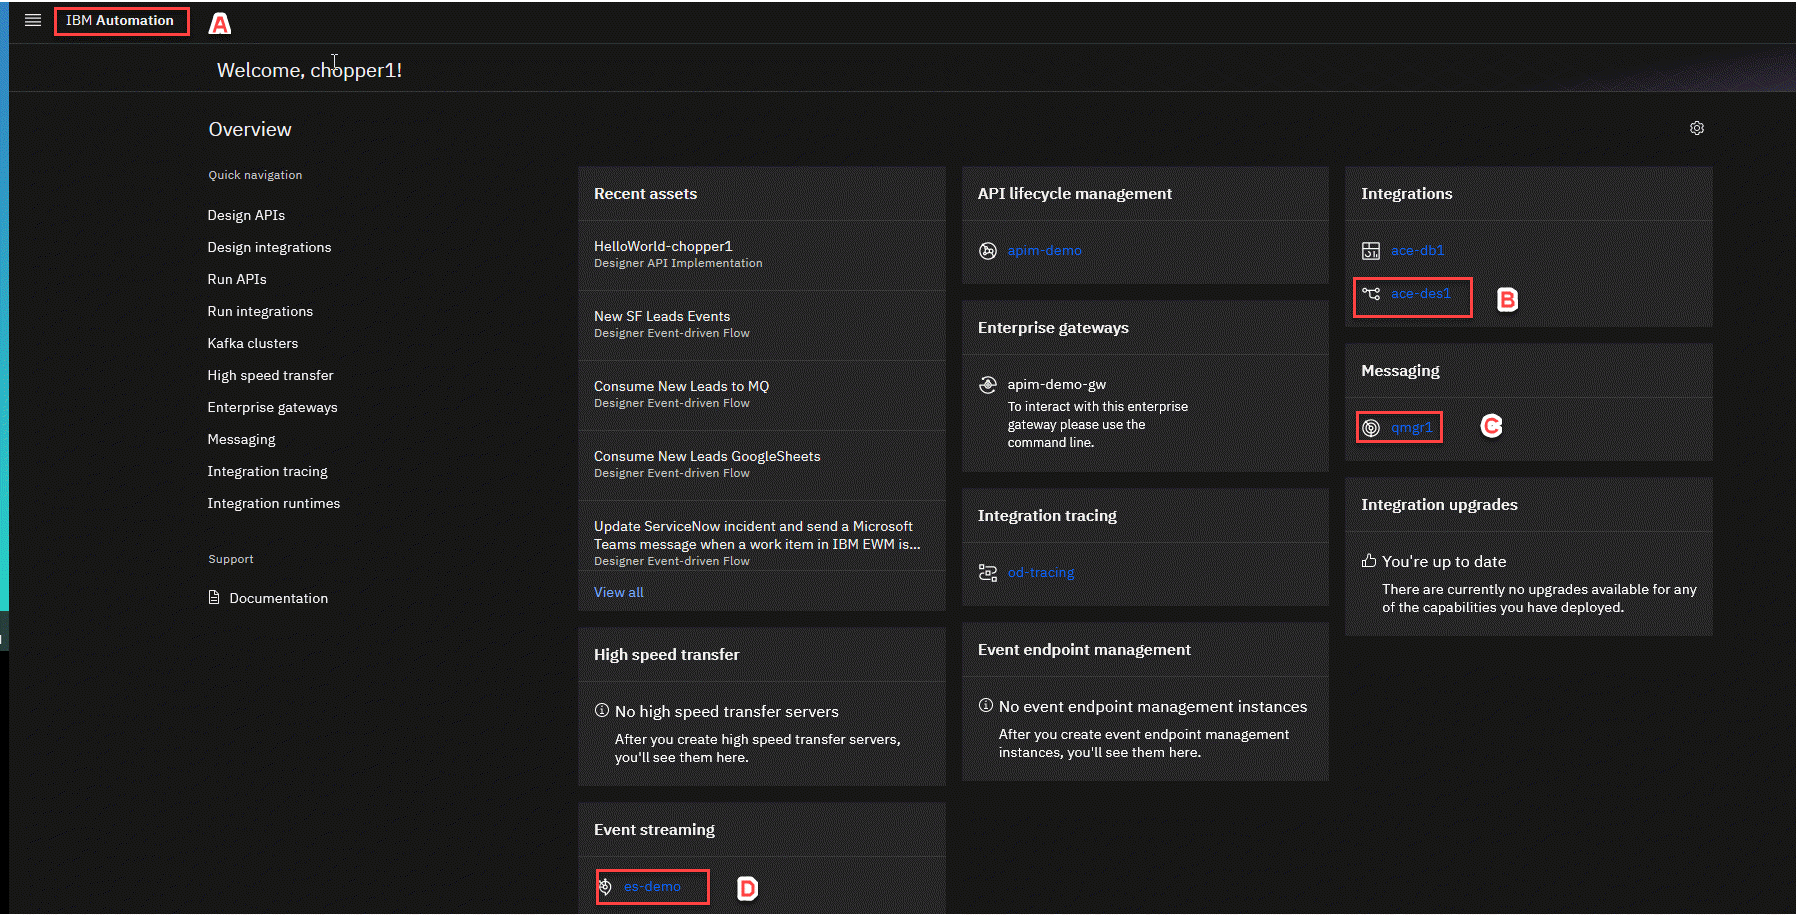 IBM Automation
A
Welcome, chopper1!
Overview
Quick navigation
Design APIs
Design integrations
Run APIs
Run integrations
Kafka clusters
High speed transfer
Enterprise gateways
Messaging
Integration tracing
Integration runtimes
Support
Documentation
Recent assets
HelloWorld-chopper1
Designer API Implementation
New SF Leads Events
Designer Event-driven Flow
Consume New Leads to MQ
Designer Event-driven Flow
Consume New Leads GoogleSheets
Designer Event-driven Flow
Update ServiceNow incident and send a Microsoft
Teams message when a work item in IBM EWM is...
Designer Event-driven Flow
View all
High speed transfer
No high speed transfer servers
After you create high speed transfer servers,
you'll see them here.
Event streaming
es-demo
D
API lifecycle management
apim-demo
Enterprise gateways
apim-demo-gw
To interact with this enterprise
gateway please use the
command line.
Integration tracing
od-tracing
Event endpoint management
No event endpoint management instances
After you create event endpoint management
instances, you'll see them here.
Integrations
ace-db1
ace-des1
B
Messaging
qmgr1
C
Integration upgrades
You're up to date
There are currently no upgrades available for any
of the capabilities you have deployed.